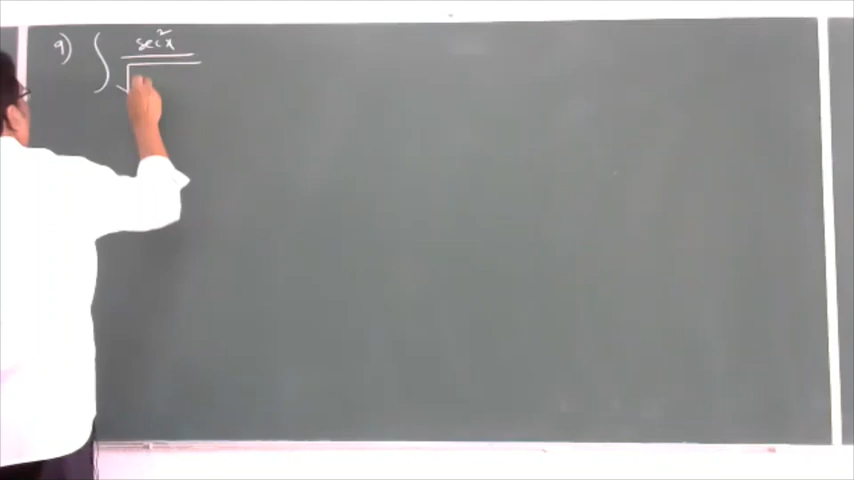 9) ∫ sec²x / √